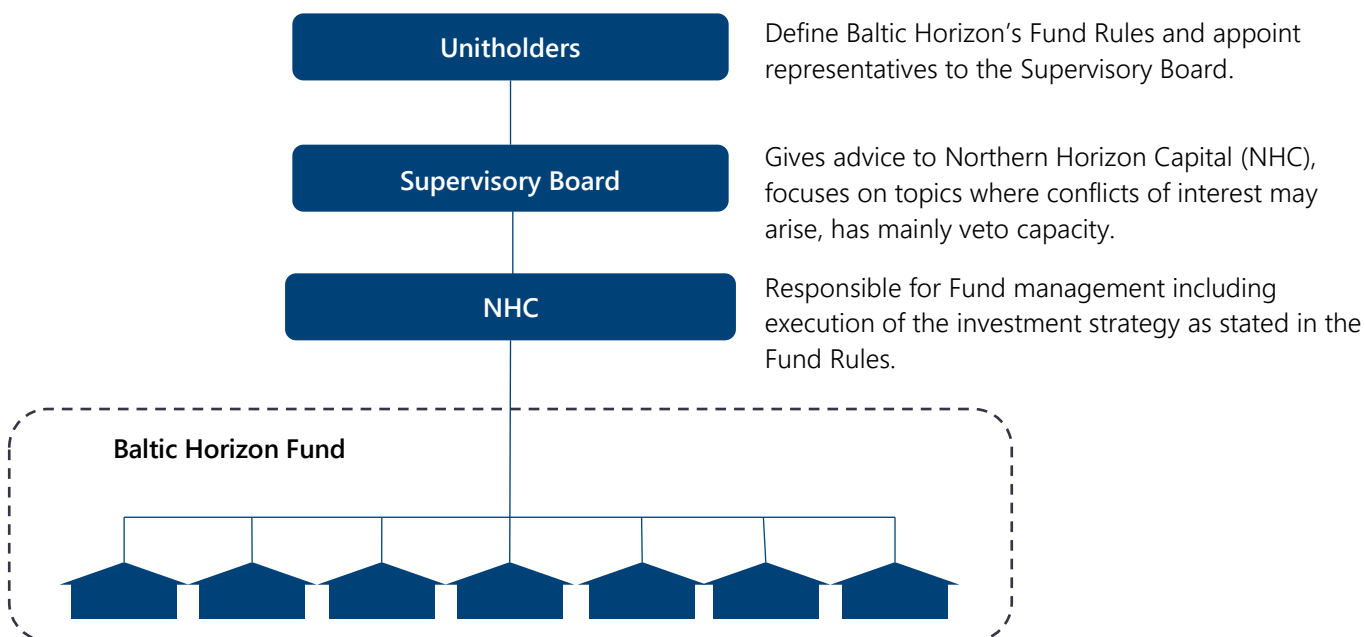 Unitholders
Define Baltic Horizon’s Fund Rules and appoint
representatives to the Supervisory Board.
Supervisory Board
Gives advice to Northern Horizon Capital (NHC),
focuses on topics where conflicts of interest may
arise, has mainly veto capacity.
NHC
Responsible for Fund management including
execution of the investment strategy as stated in the
Fund Rules.
Baltic Horizon Fund